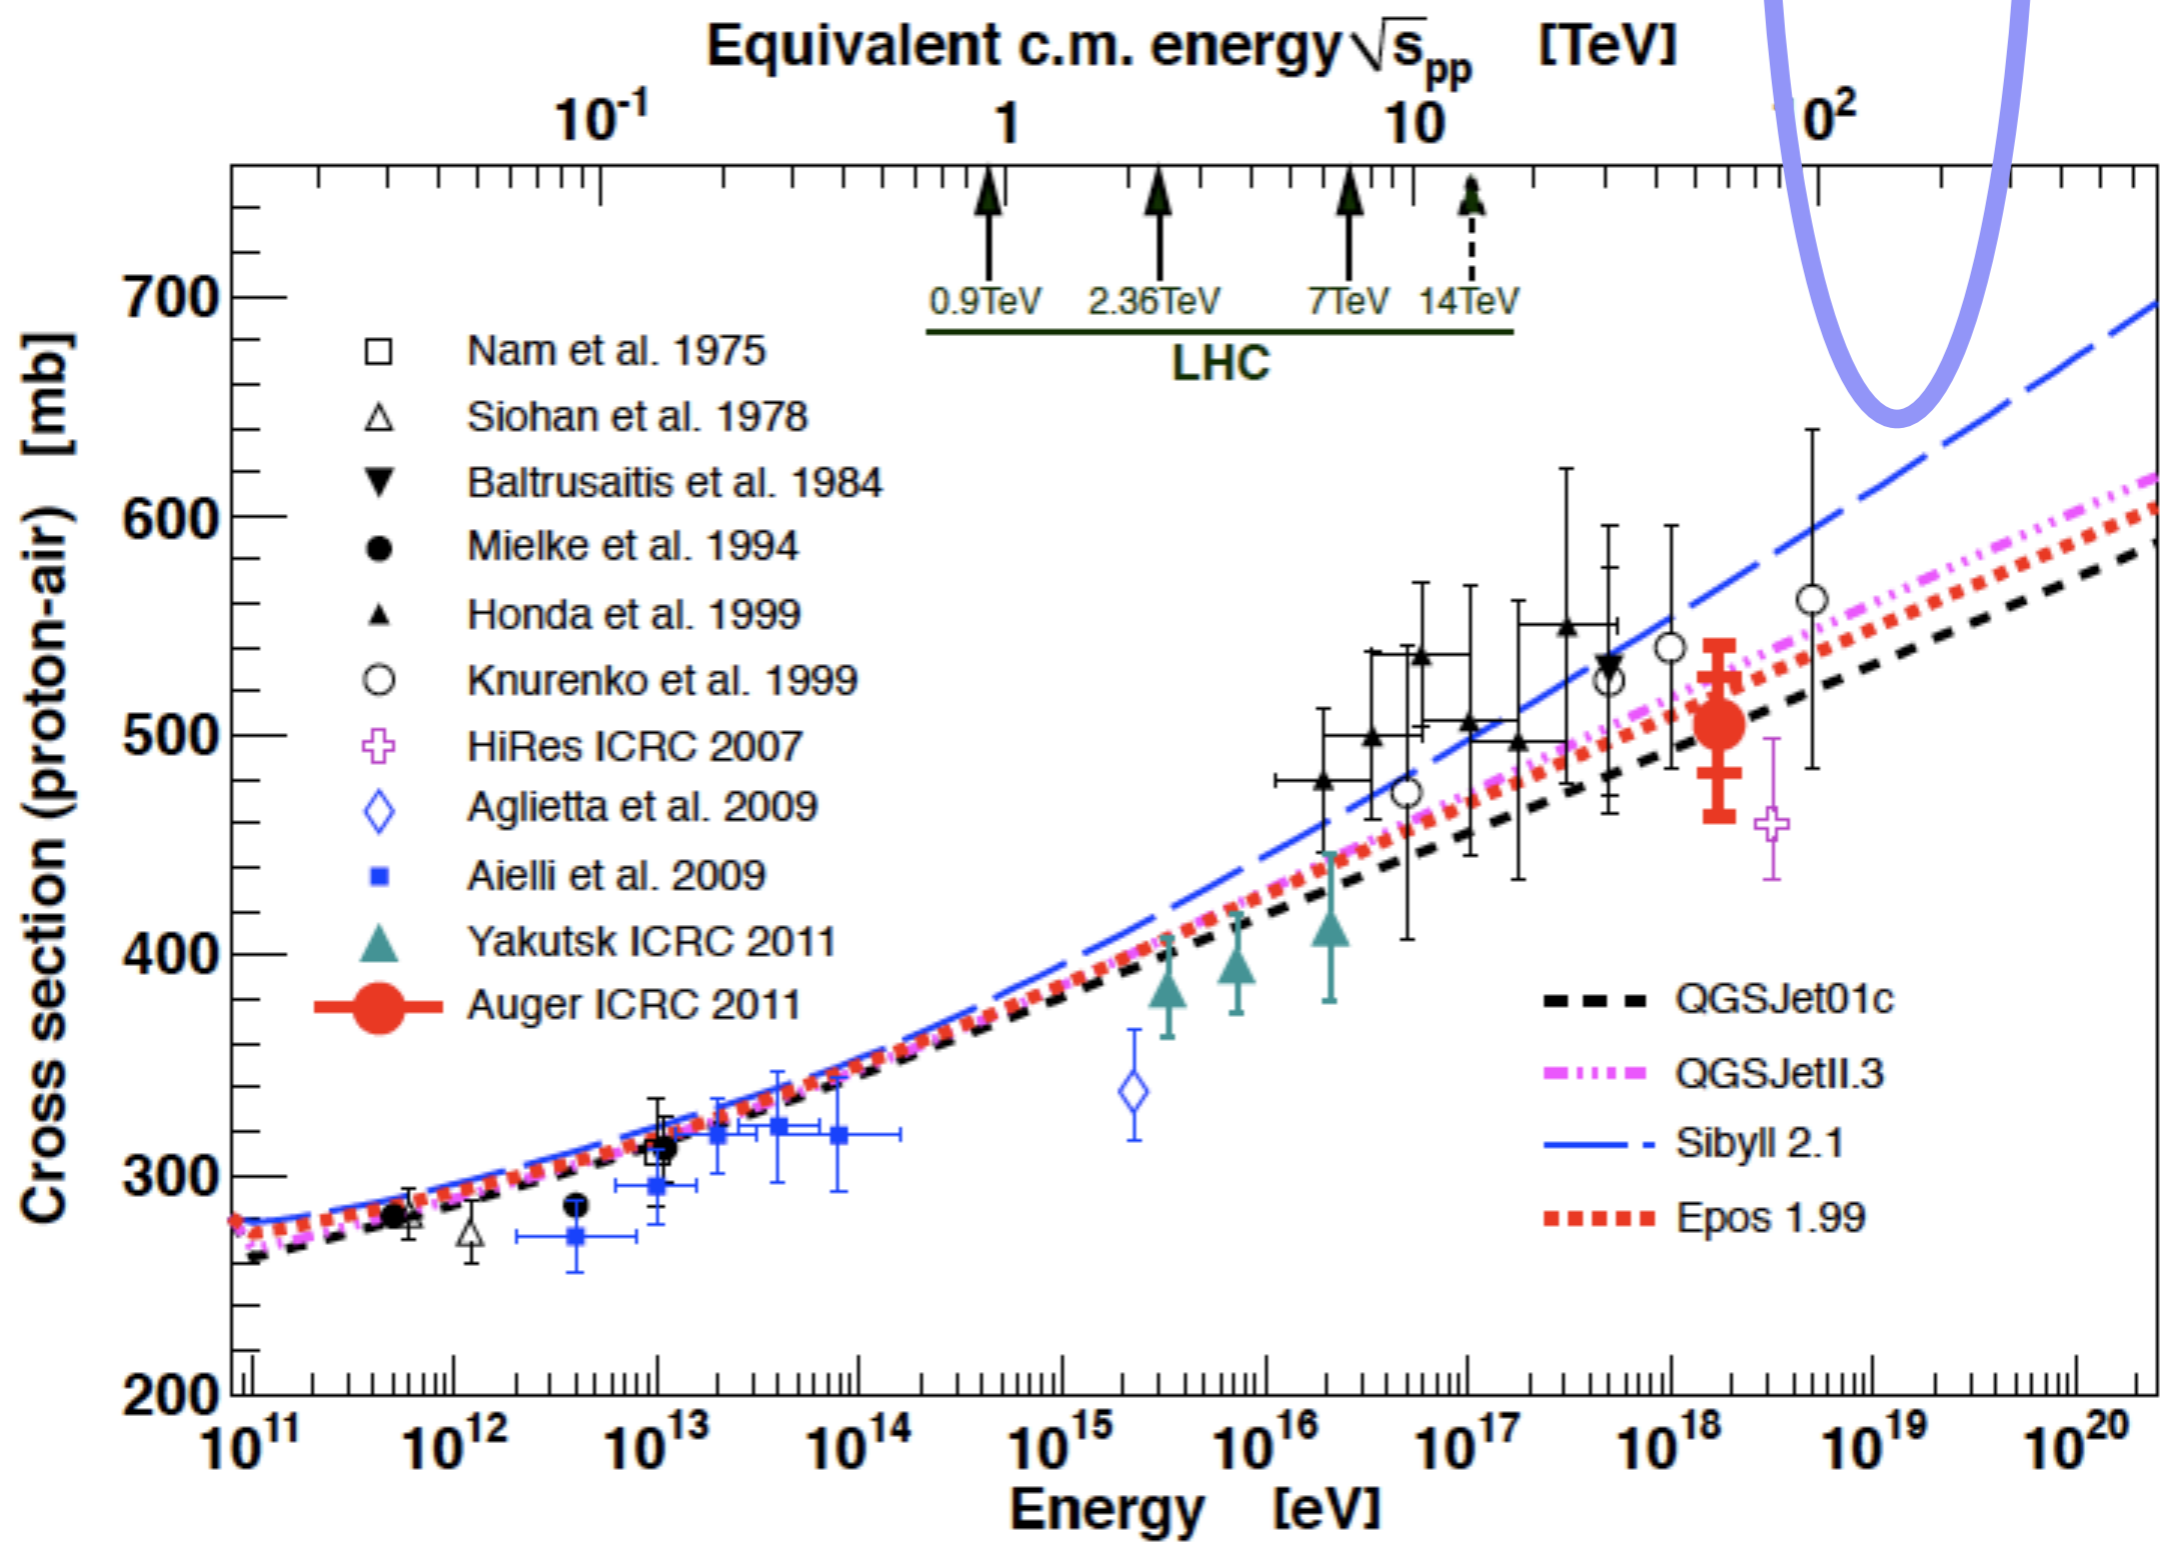 Equivalent c.m. energy √s_pp [TeV]
10^-1 1 10 0^2
0.9TeV 2.36TeV 7TeV 14TeV
LHC
Cross section (proton-air) [mb]
700
600
500
400
300
200
Nam et al. 1975
Siohan et al. 1978
Baltrusaitis et al. 1984
Mielke et al. 1994
Honda et al. 1999
Knurenko et al. 1999
HiRes ICRC 2007
Aglietta et al. 2009
Aielli et al. 2009
Yakutsk ICRC 2011
Auger ICRC 2011
QGSJet01c
QGSJetII.3
Sibyll 2.1
Epos 1.99
10^11 10^12 10^13 10^14 10^15 10^16 10^17 10^18 10^19 10^20
Energy [eV]